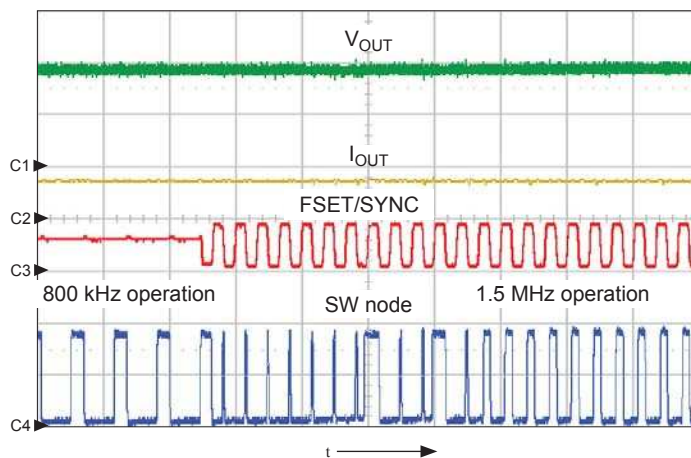 VOUT
C1
IOUT
C2
FSET/SYNC
C3
800 kHz operation
SW node
1.5 MHz operation
C4
t